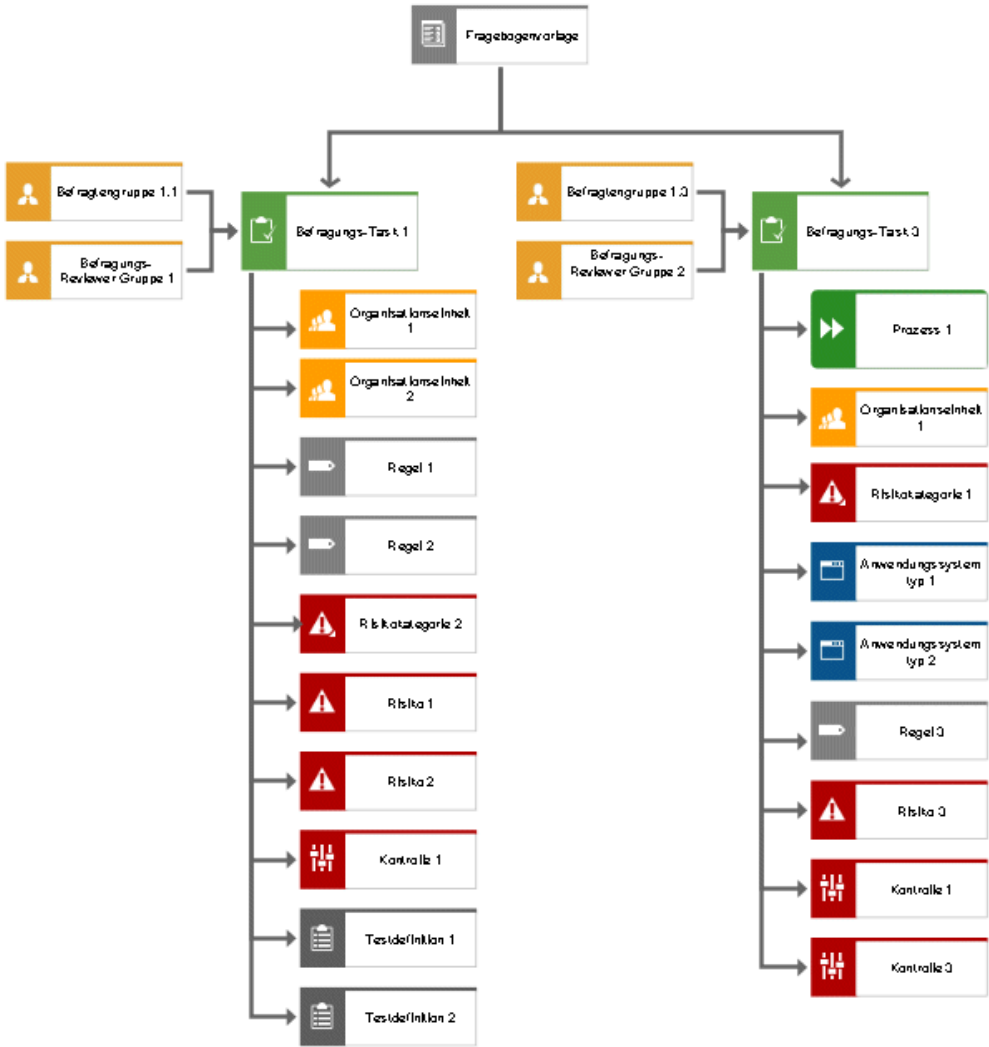 Fragebogenvorlage
Befragtengruppe 1.1
Befragungs-
Reviewer Gruppe 1
Befragungs-Task 1
Organisationseinheit
1
Organisationseinheit
2
Regel 1
Regel 2
Risikokategorie 2
Risiko 1
Risiko 2
Kontrolle 1
Testdefinition 1
Testdefinition 2
Befragtengruppe 1.3
Befragungs-
Reviewer Gruppe 2
Befragungs-Task 3
Prozess 1
Organisationseinheit
1
Risikokategorie 1
Anwendungssystem
typ 1
Anwendungssystem
typ 2
Regel 3
Risiko 3
Kontrolle 1
Kontrolle 3